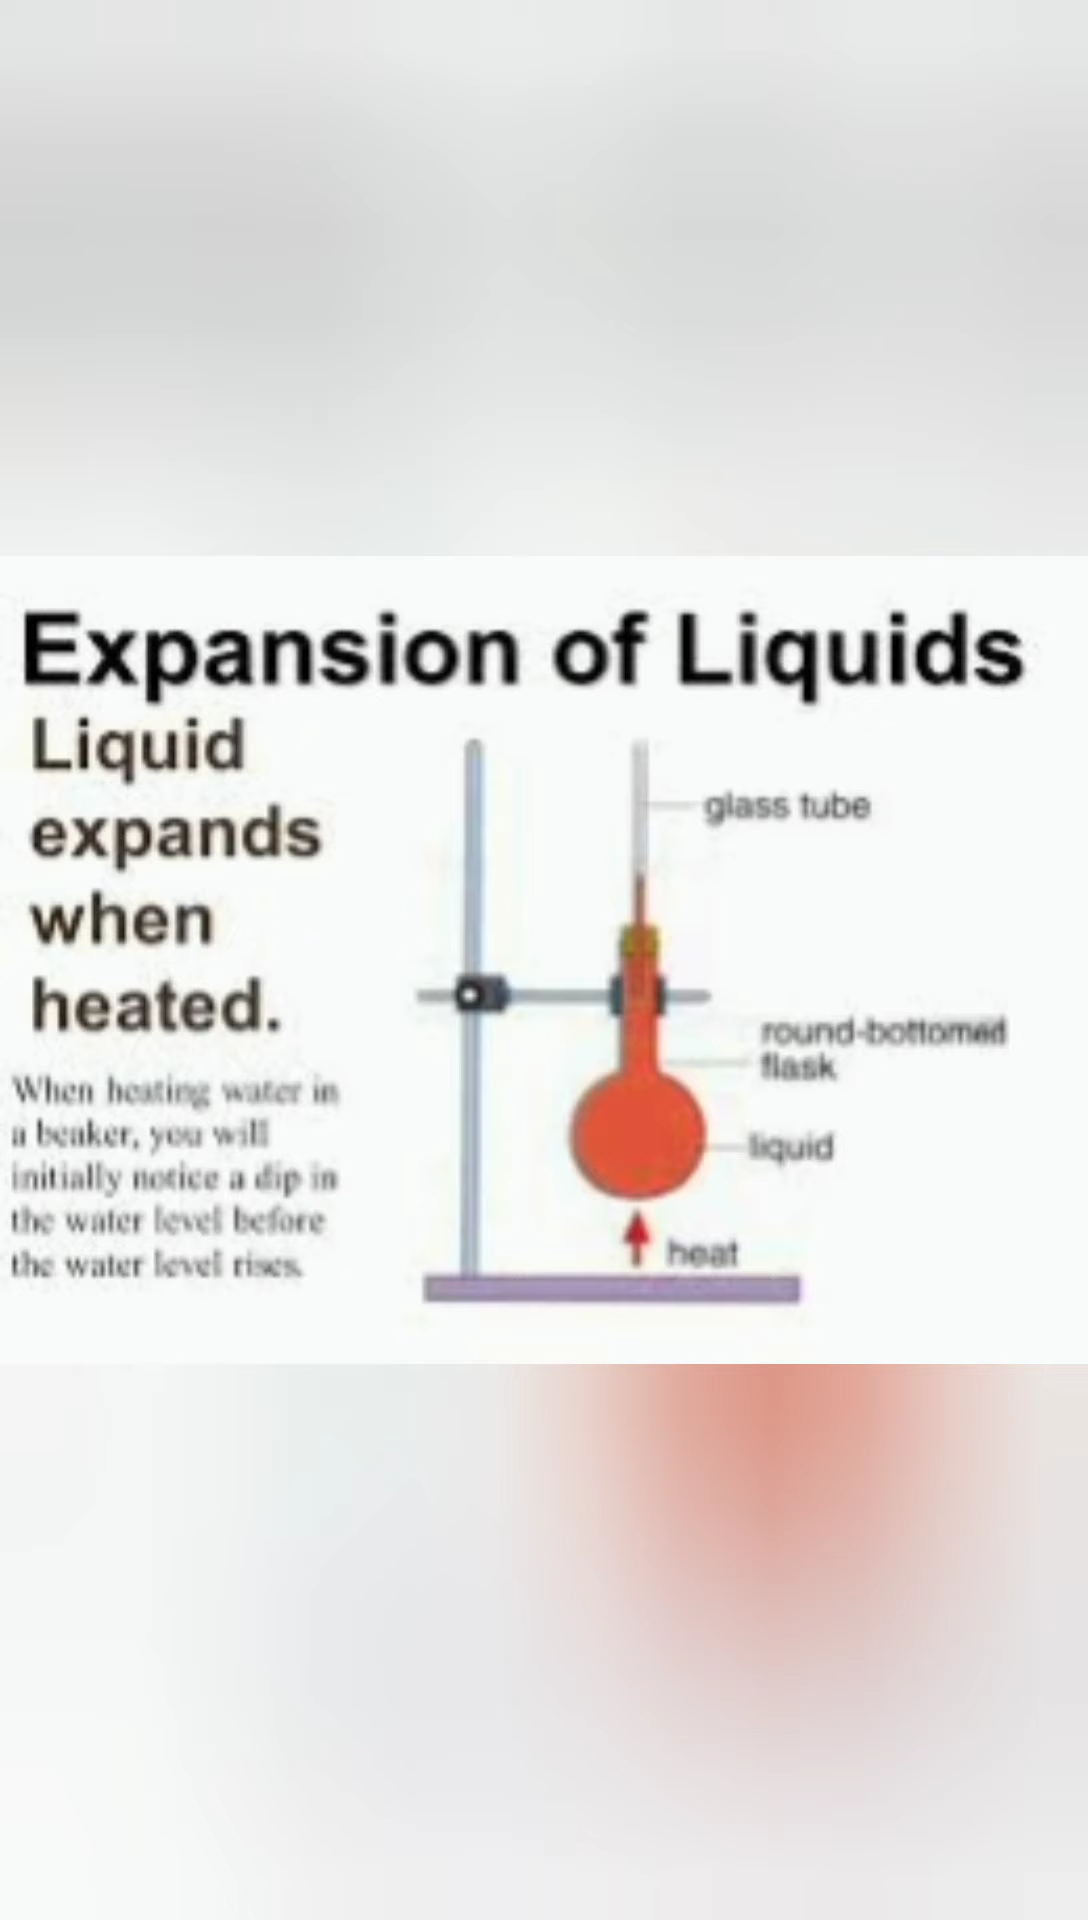 Expansion of Liquids
Liquid
expands
when
heated.
When heating water in
a beaker, you will
initially notice a dip in
the water level before
the water level rises.
glass tube
round-bottomed
flask
liquid
heat